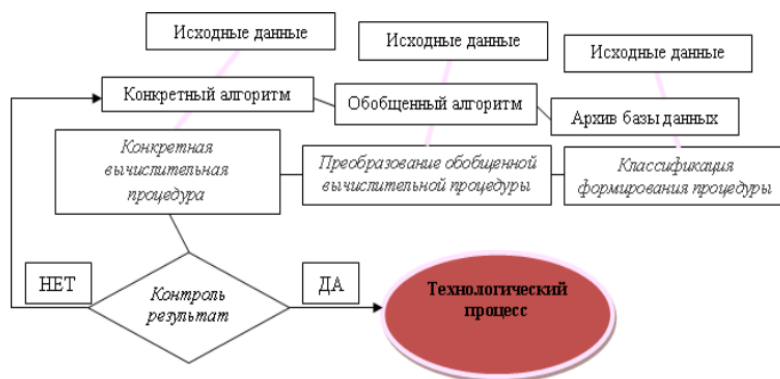 Исходные данные
Исходные данные
Исходные данные
Конкретный алгоритм
Обобщенный алгоритм
Архив базы данных
Конкретная
вычислительная
процедура
Преобразование обобщенной
вычислительной процедуры
Классификация
формирования процедуры
НЕТ
Контроль
результат
ДА
Технологический
процесс